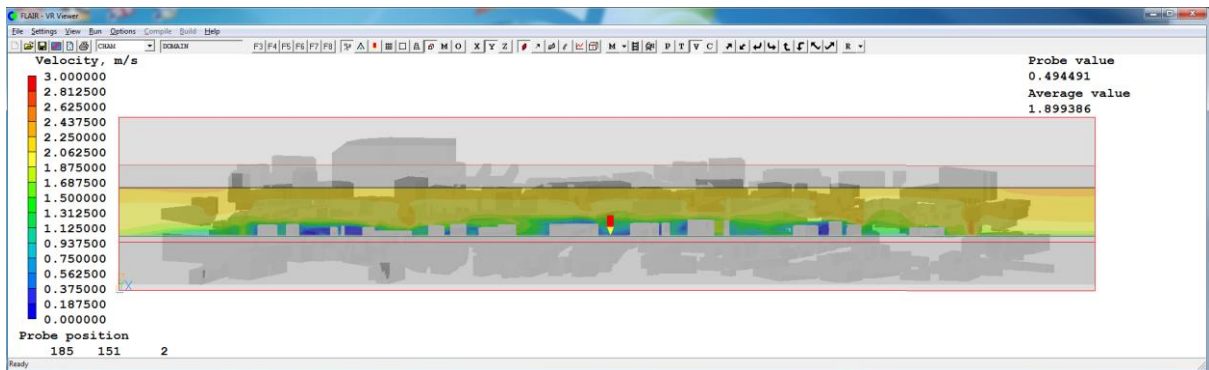 FLAIR - VR Viewer
File Settings View Run Options Compile Build Help
CHAM DOMAIN F3 F4 F5 F6 F7 F8 M O X Y Z M P T V C R
Velocity, m/s
3.000000
2.812500
2.625000
2.437500
2.250000
2.062500
1.875000
1.687500
1.500000
1.312500
1.125000
0.937500
0.750000
0.562500
0.375000
0.187500
0.000000
Probe value
0.494491
Average value
1.899386
X
Probe position
185 151 2
Ready